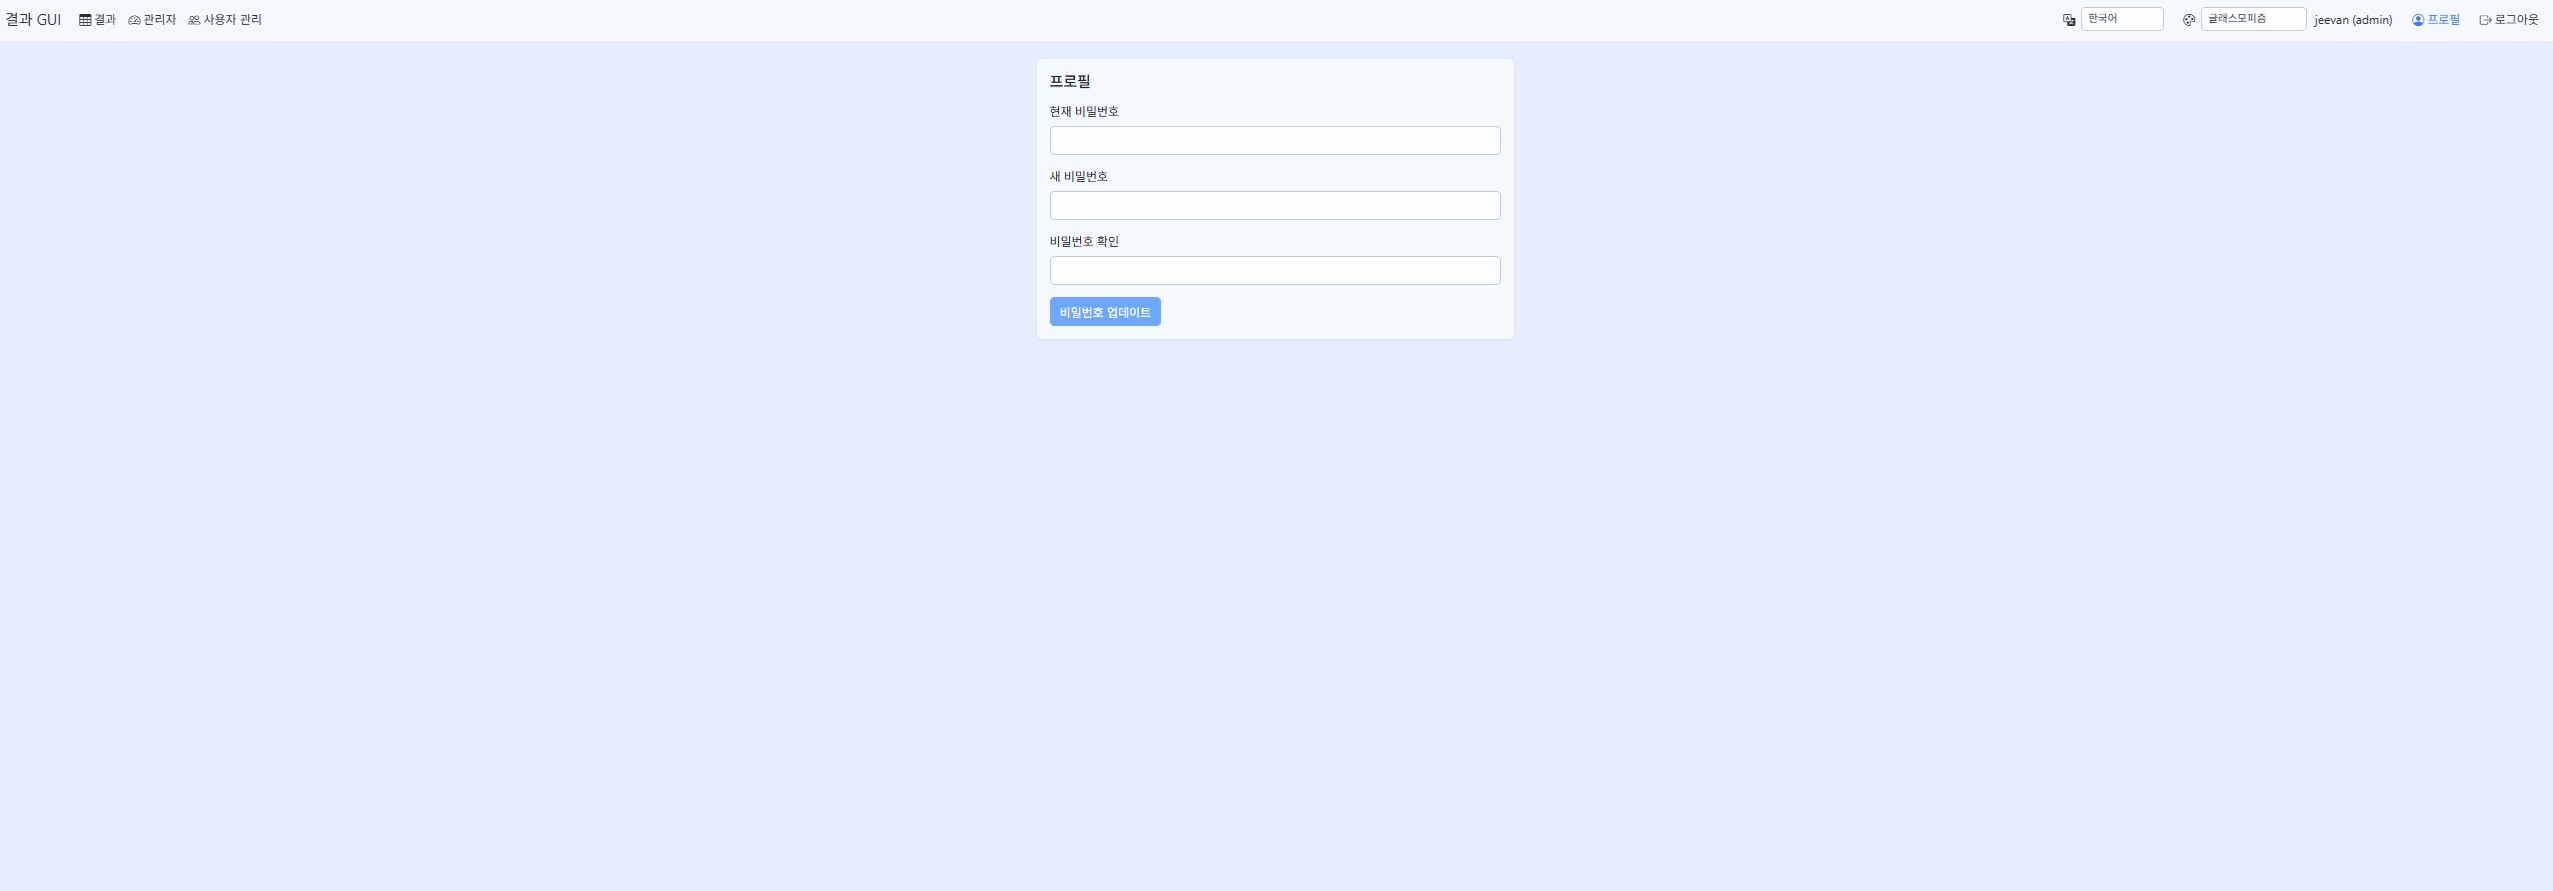 결과 GUI 결과 관리자 사용자 관리 한국어 글래스모피즘 jeevan (admin) 프로필 로그아웃
프로필
현재 비밀번호
새 비밀번호
비밀번호 확인
비밀번호 업데이트